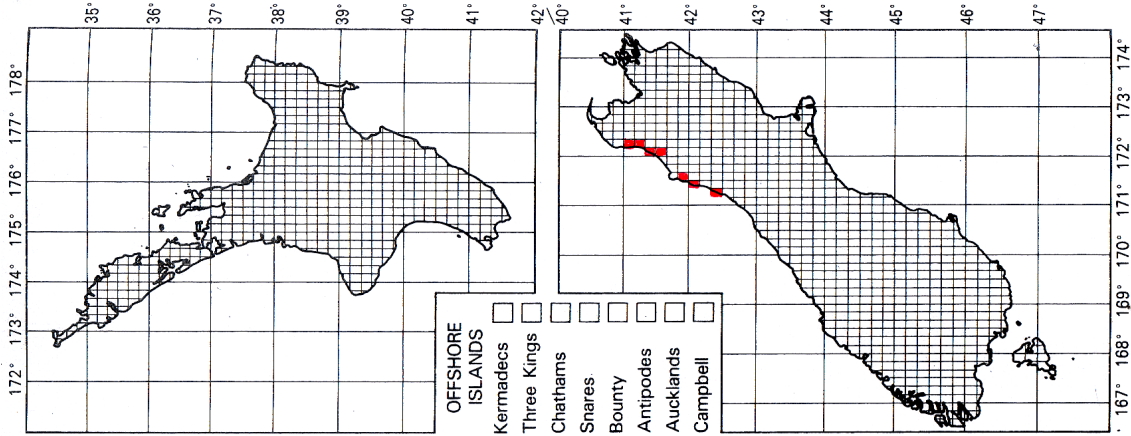 172° 173° 174° 175° 176° 177° 178°
35°
36°
37°
38°
39°
40°
41°
42°
OFFSHORE
ISLANDS
Kermadecs
Three Kings
Chathams
Snares
Bounty
Antipodes
Aucklands
Campbell
40°
41°
42°
43°
44°
45°
46°
47°
167° 168° 169° 170° 171° 172° 173° 174°